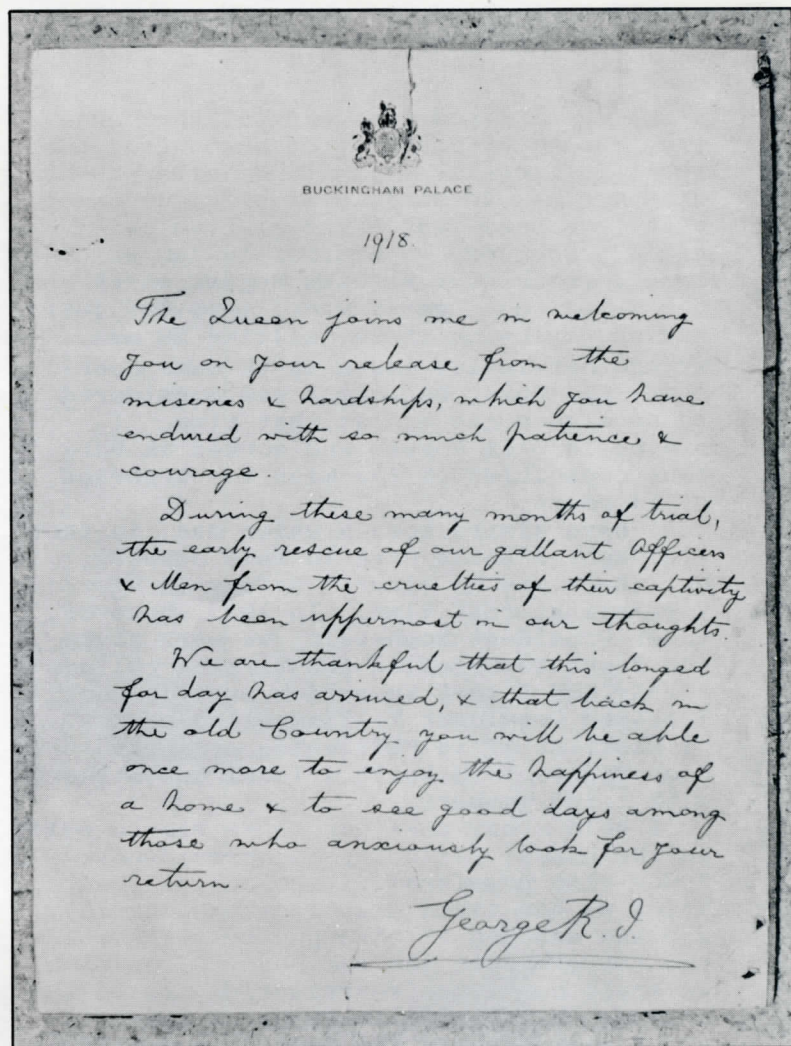 BUCKINGHAM PALACE
1918.
The Queen joins me in welcoming
you on your release from the
miseries & hardships, which you have
endured with so much patience &
courage.
During these many months of trial,
the early rescue of our gallant Officers
& Men from the cruelties of their captivity
has been uppermost in our thoughts.
We are thankful that this longed
for day has arrived, & that back in
the old Country you will be able
once more to enjoy the happiness of
a home & to see good days among
those who anxiously look for your
return.
George R. I.